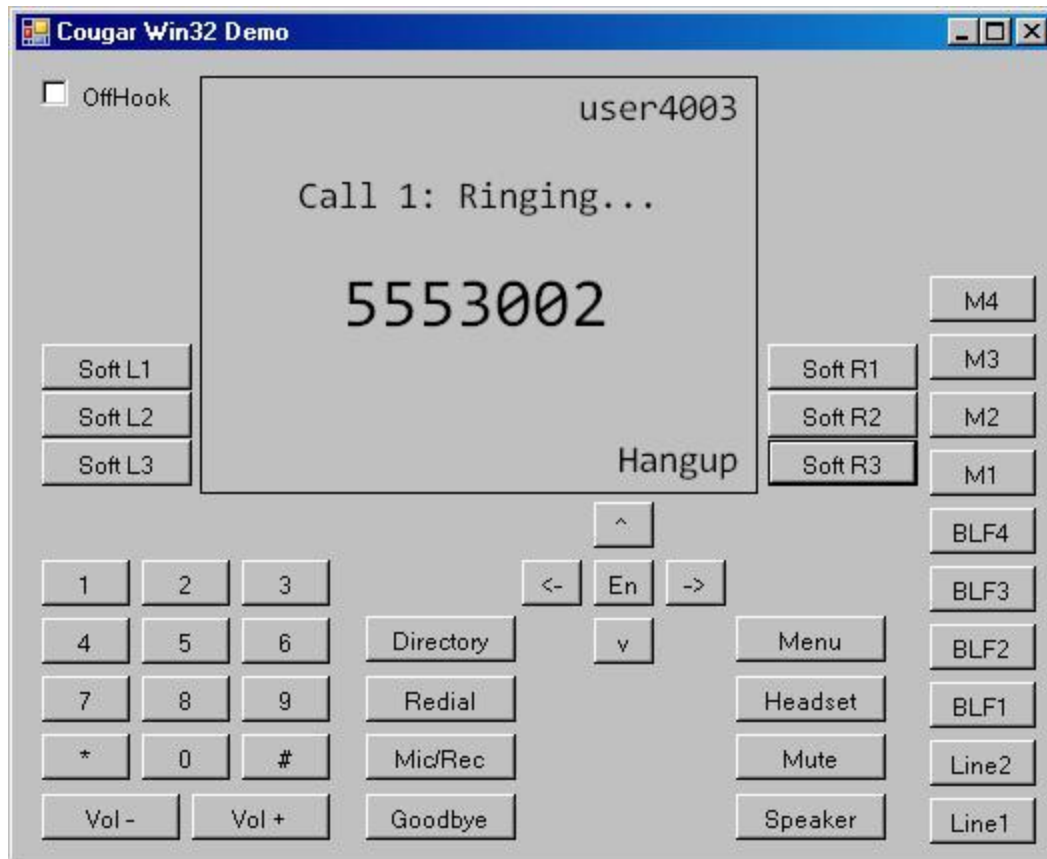 Cougar Win32 Demo
OffHook
user4003
Call 1: Ringing...
5553002
M4
Soft L1
Soft R1
M3
Soft L2
Soft R2
M2
Hangup
Soft L3
Soft R3
M1
^
BLF4
1 2 3
<- En ->
BLF3
4 5 6
Directory
v
Menu
BLF2
7 8 9
Redial
Headset
BLF1
* 0 #
Mic/Rec
Mute
Line2
Vol - Vol +
Goodbye
Speaker
Line1